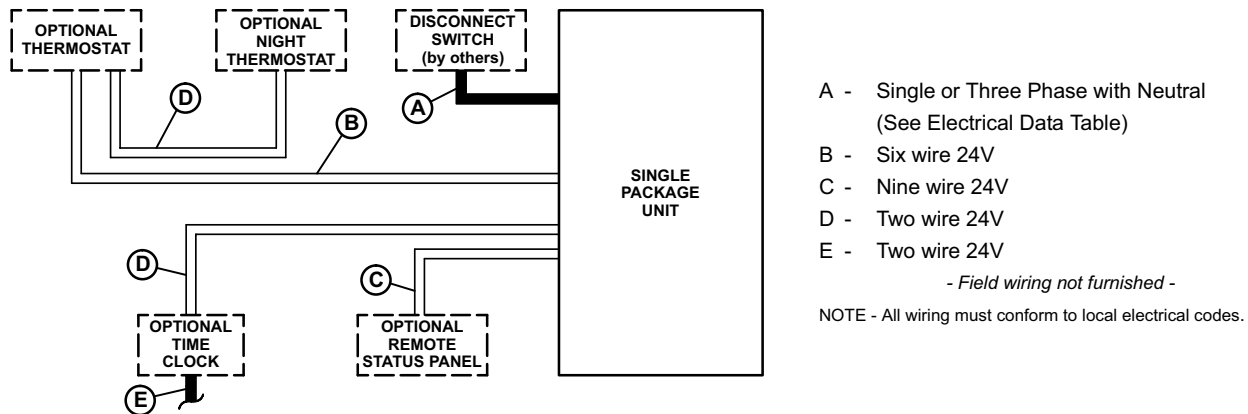 OPTIONAL
THERMOSTAT
OPTIONAL
NIGHT
THERMOSTAT
DISCONNECT
SWITCH
(by others)
A
D
B
SINGLE
PACKAGE
UNIT
D
C
OPTIONAL
TIME
CLOCK
OPTIONAL
REMOTE
STATUS PANEL
E
A - Single or Three Phase with Neutral
(See Electrical Data Table)
B - Six wire 24V
C - Nine wire 24V
D - Two wire 24V
E - Two wire 24V
- Field wiring not furnished -
NOTE - All wiring must conform to local electrical codes.